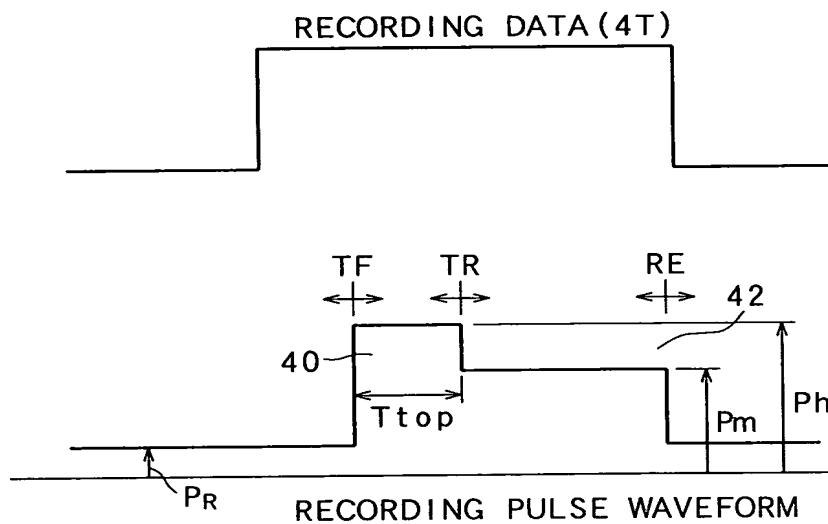 RECORDING DATA(4T)
TF TR RE
42
40
Ttop
Pm
Ph
PR
RECORDING PULSE WAVEFORM